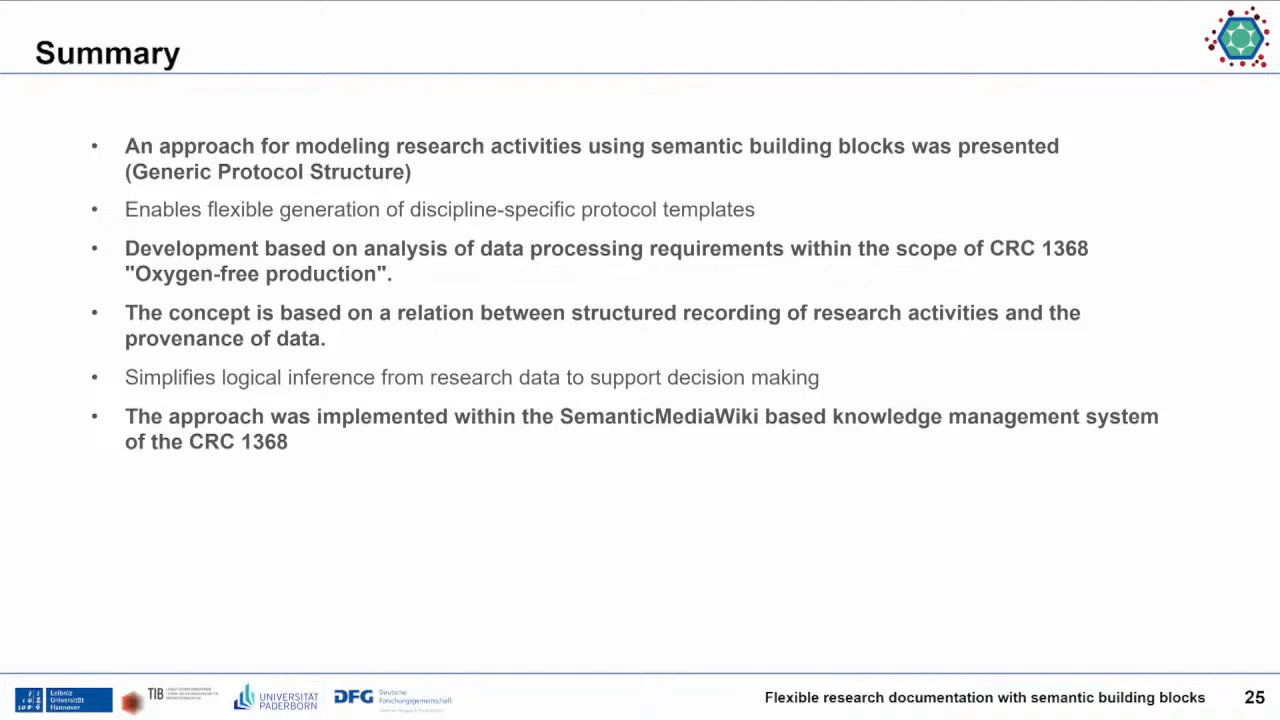 Summary
• An approach for modeling research activities using semantic building blocks was presented
(Generic Protocol Structure)
• Enables flexible generation of discipline-specific protocol templates
• Development based on analysis of data processing requirements within the scope of CRC 1368
"Oxygen-free production".
• The concept is based on a relation between structured recording of research activities and the
provenance of data.
• Simplifies logical inference from research data to support decision making
• The approach was implemented within the SemanticMediaWiki based knowledge management system
of the CRC 1368
Leibniz
Universität
Hannover
TIB
UNIVERSITÄT
PADERBORN
DFG
Deutsche
Forschungsgemeinschaft
Flexible research documentation with semantic building blocks
25